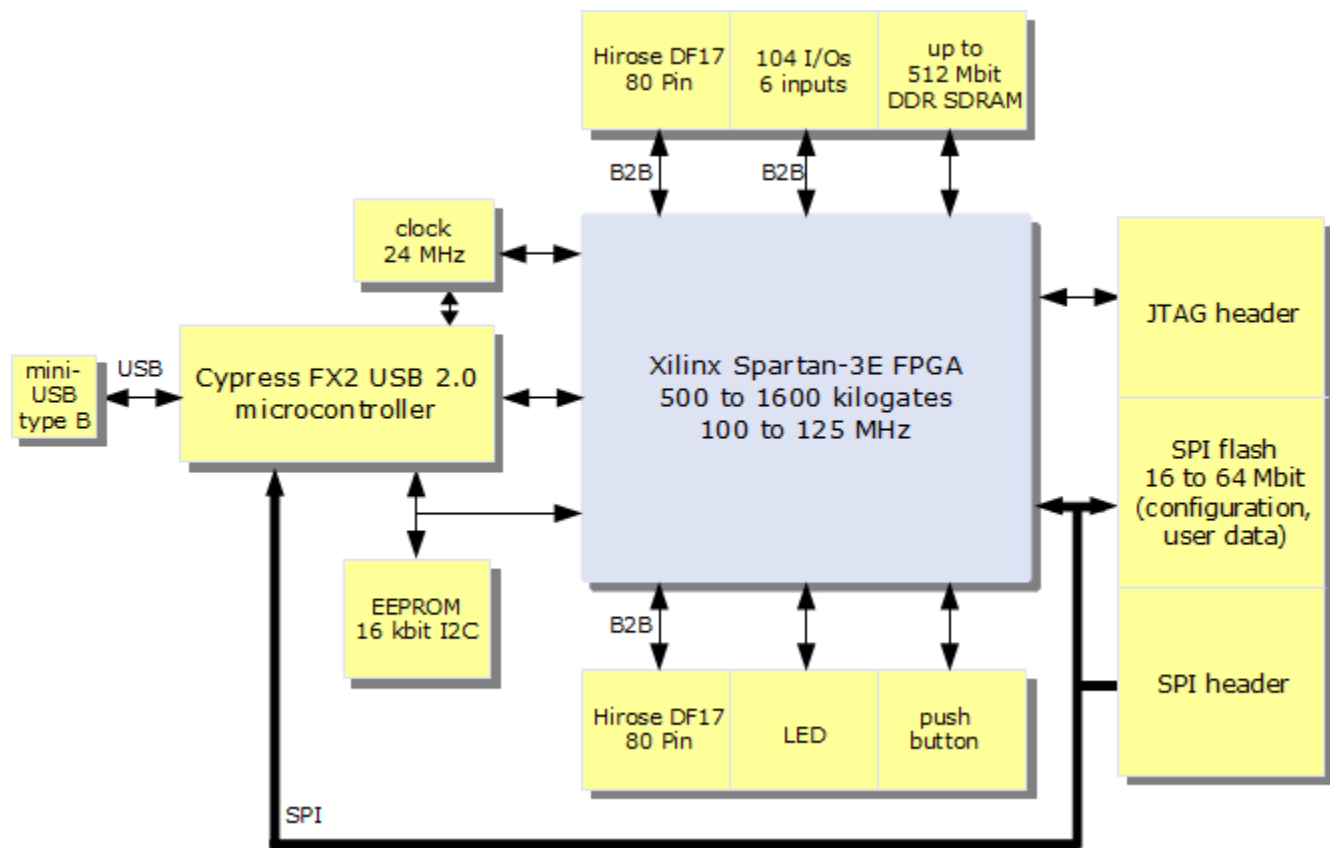 Hirose DF17
80 Pin
104 I/Os
6 inputs
up to
512 Mbit
DDR SDRAM
B2B
B2B
clock
24 MHz
JTAG header
mini-
USB
type B
USB
Cypress FX2 USB 2.0
microcontroller
Xilinx Spartan-3E FPGA
500 to 1600 kilogates
100 to 125 MHz
SPI flash
16 to 64 Mbit
(configuration,
user data)
EEPROM
16 kbit I2C
B2B
SPI header
Hirose DF17
80 Pin
LED
push
button
SPI